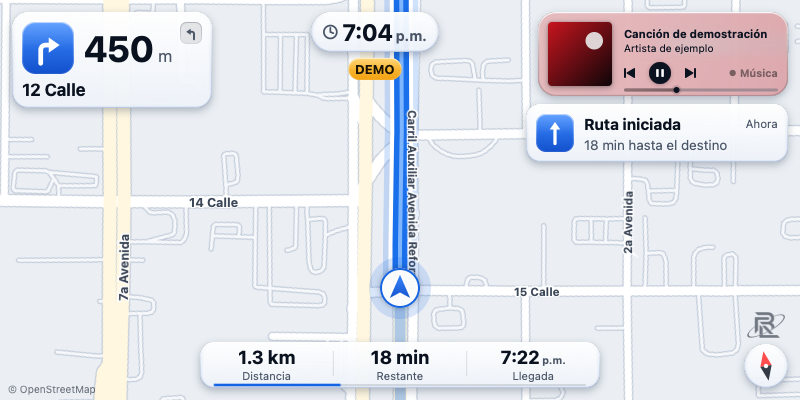 450 m
12 Calle
7:04 p.m.
DEMO
Canción de demostración
Artista de ejemplo
Música
Ruta iniciada
Ahora
18 min hasta el destino
Carril Auxiliar Avenida Refor
14 Calle
7a Avenida
2a Avenida
15 Calle
1.3 km
Distancia
18 min
Restante
7:22 p.m.
Llegada
© OpenStreetMap